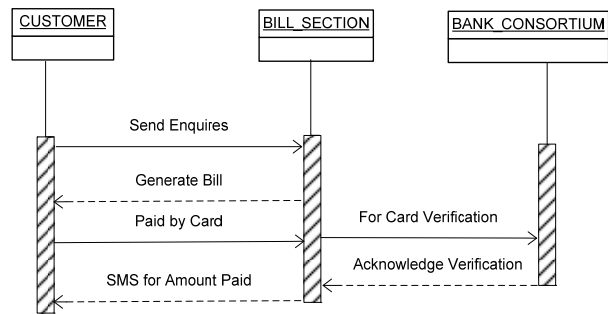 CUSTOMER
BILL_SECTION
BANK_CONSORTIUM
Send Enquires
Generate Bill
Paid by Card
For Card Verification
Acknowledge Verification
SMS for Amount Paid